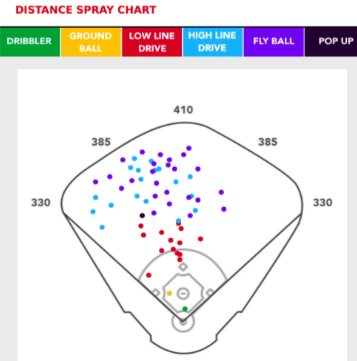 DISTANCE SPRAY CHART
DRIBBLER
GROUND
BALL
LOW LINE
DRIVE
HIGH LINE
DRIVE
FLY BALL
POP UP
410
385
385
330
330